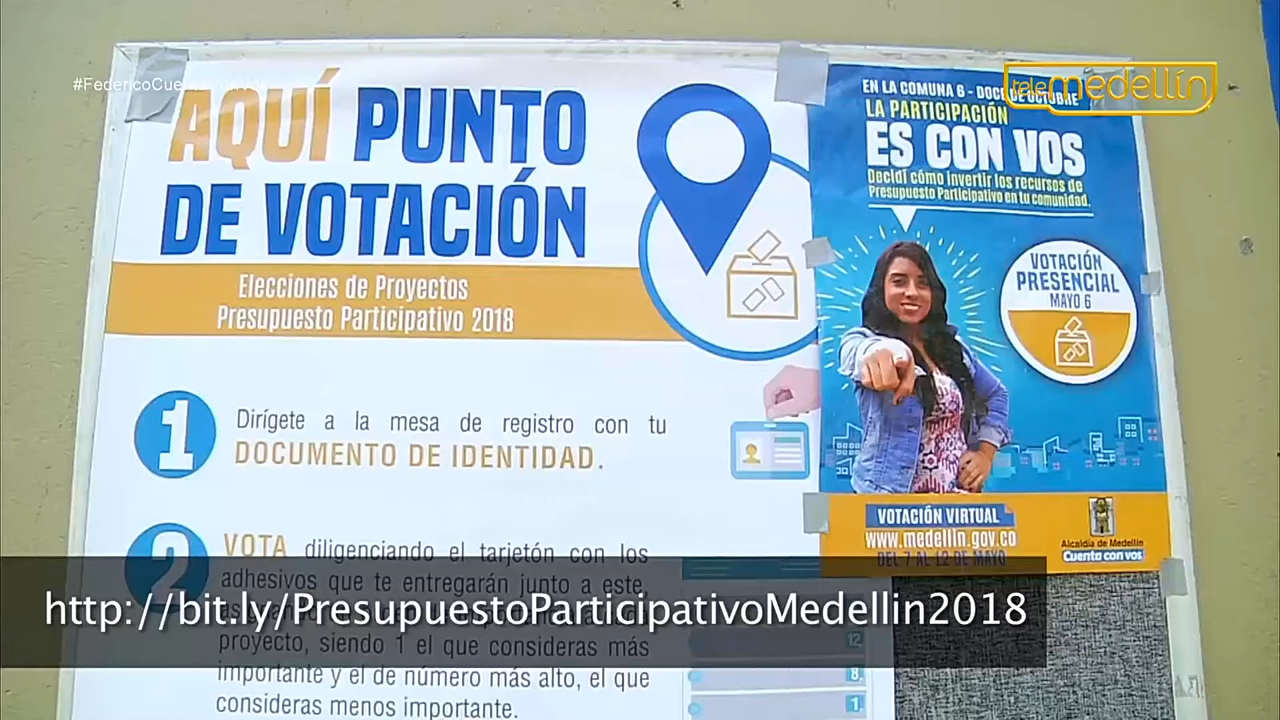 AQUÍ PUNTO
DE VOTACIÓN
Elecciones de Proyectos
Presupuesto Participativo 2018
1
Dirígete a la mesa de registro con tu
DOCUMENTO DE IDENTIDAD.
2
VOTA diligenciando el tarjetón con los
adhesivos que te entregarán junto a este,
proyecto, siendo 1 el que consideras más
importante y el de número más alto, el que
consideras menos importante.
12
8
1
EN LA COMUNA 6 - DOCE DE OCTUBRE
LA PARTICIPACIÓN
ES CON VOS
Decidí cómo invertir los recursos de
Presupuesto Participativo en tu comunidad.
VOTACIÓN
PRESENCIAL
MAYO 6
VOTACIÓN VIRTUAL
www.medellin.gov.co
DEL 7 AL 12 DE MAYO
Alcaldía de Medellín
Cuenta con vos
telemedellín
http://bit.ly/PresupuestoParticipativoMedellin2018